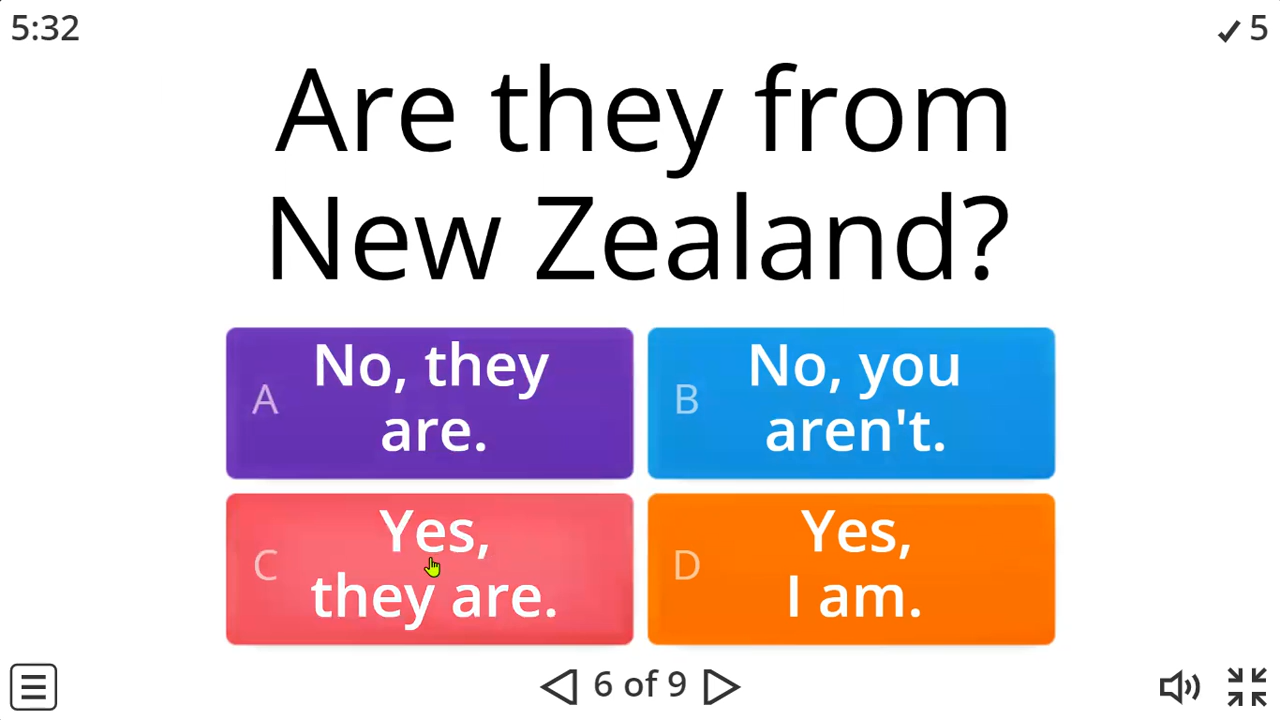 5:32
✓ 5
Are they from
New Zealand?
A
No, they
are.
B
No, you
aren't.
C
Yes,
they are.
D
Yes,
I am.
6 of 9